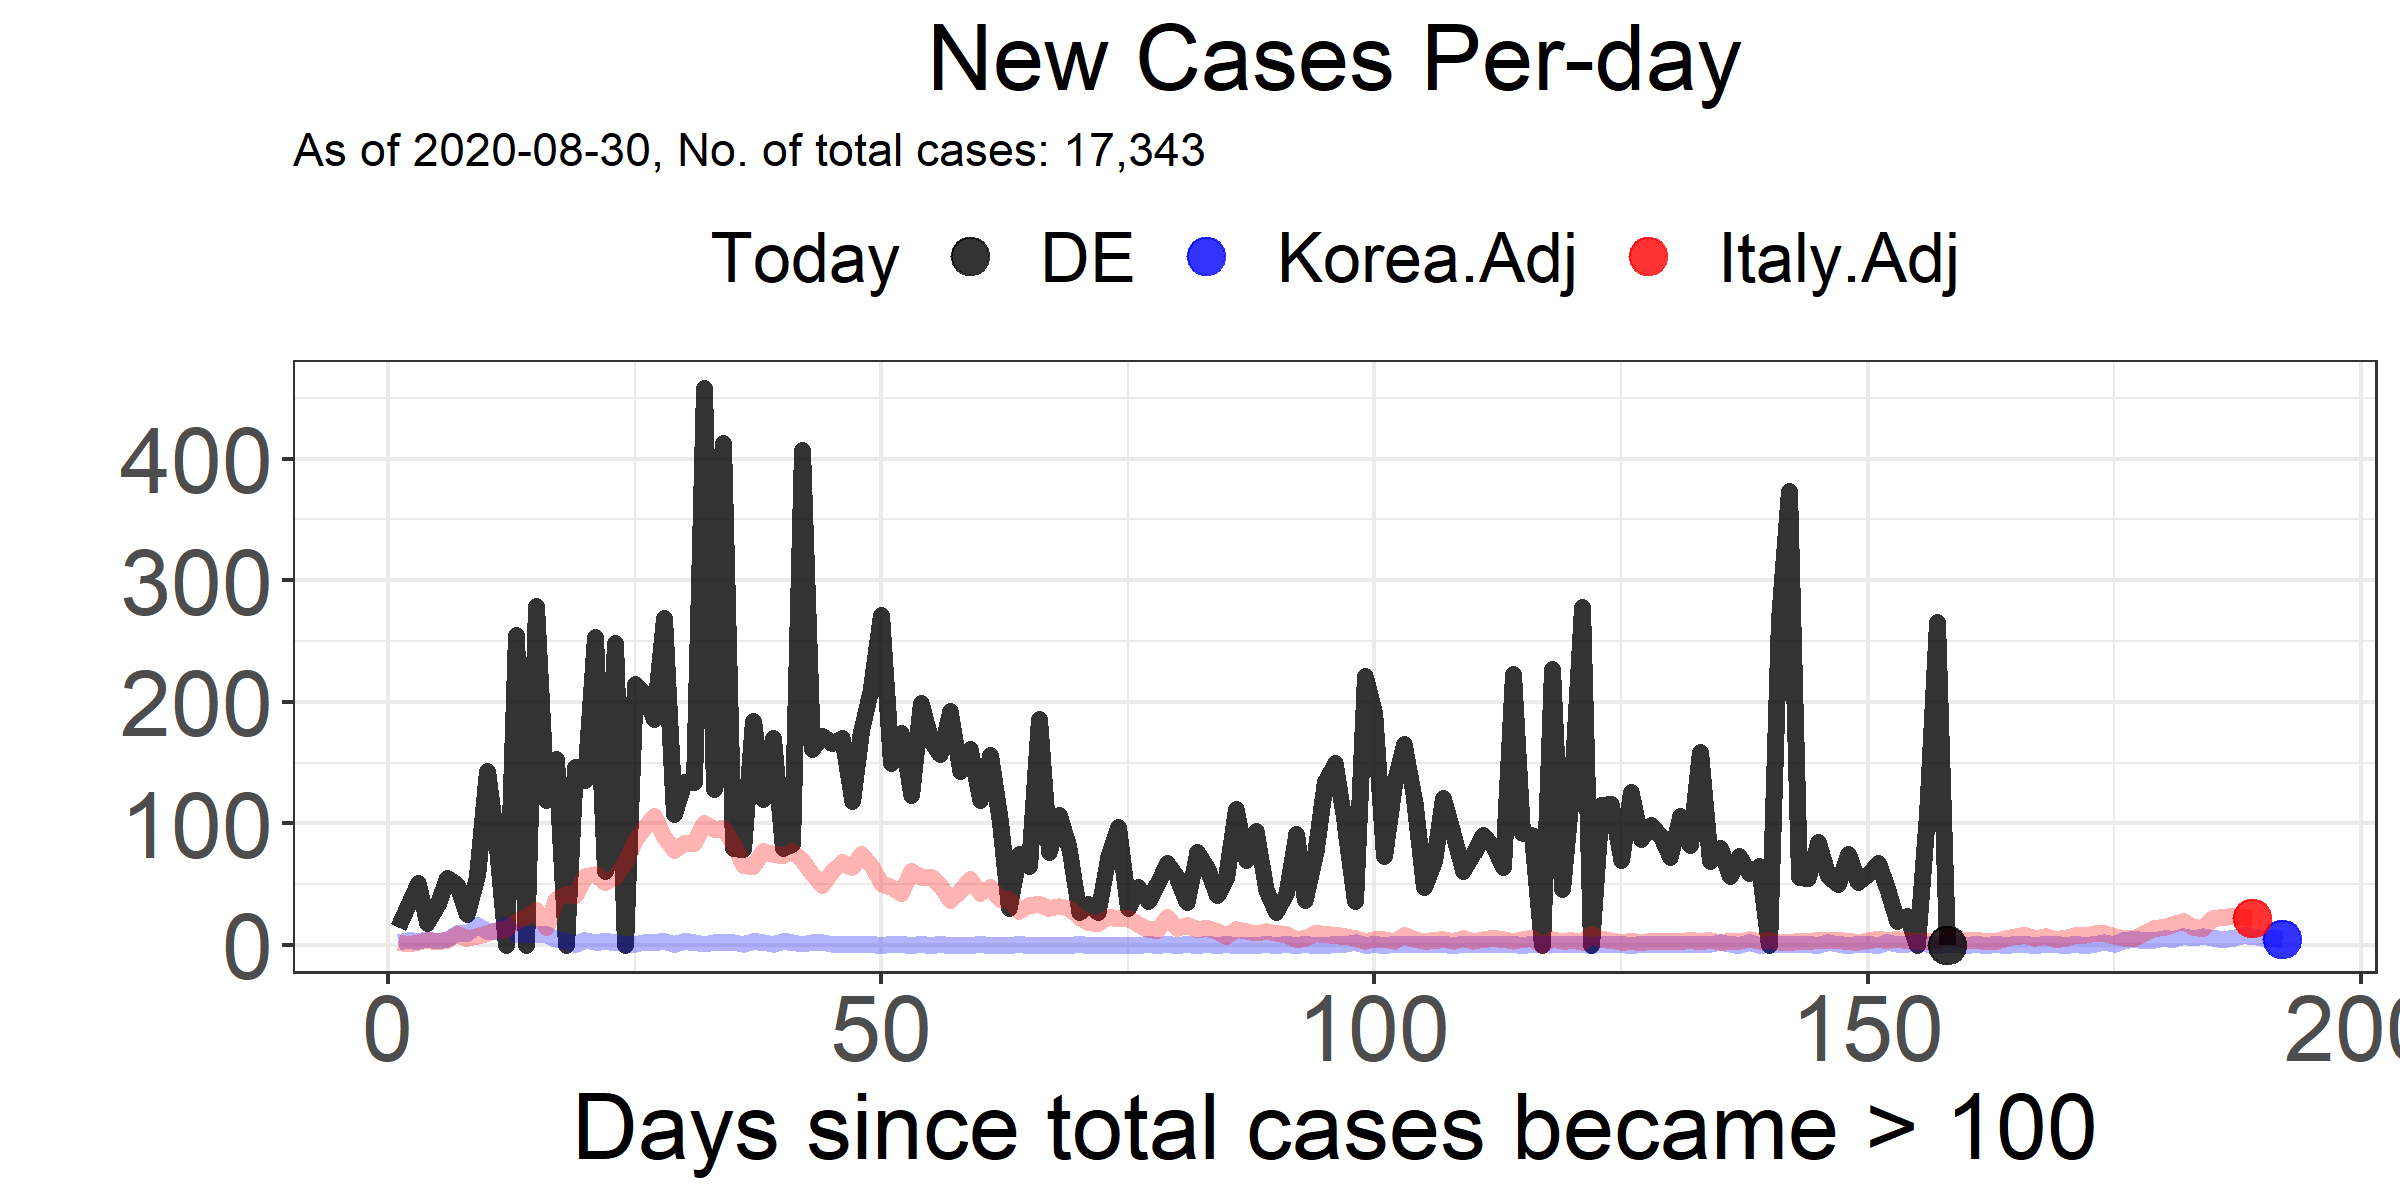 New Cases Per-day
As of 2020-08-30, No. of total cases: 17,343
Today DE Korea.Adj Italy.Adj
400
300
200
100
0
0 50 100 150 200
Days since total cases became > 100